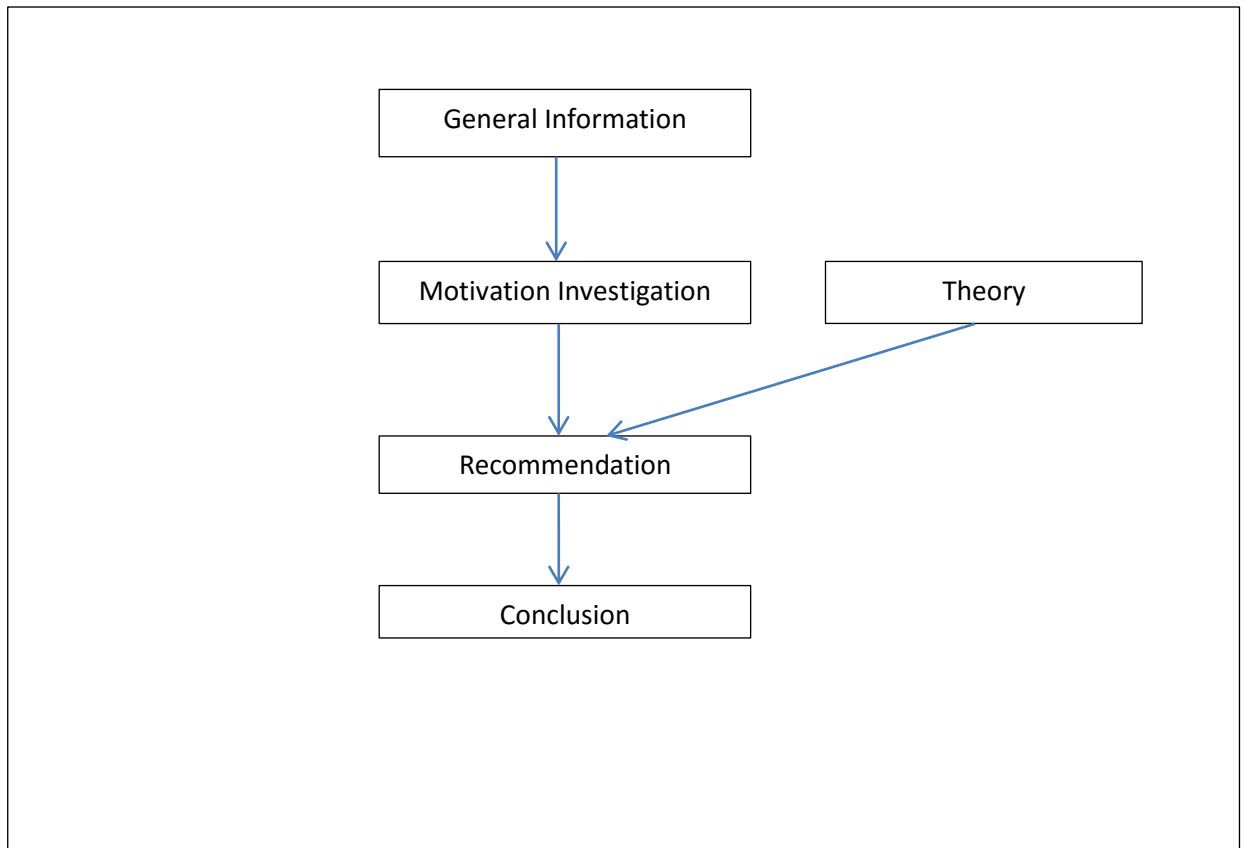 General Information
Motivation Investigation
Theory
Recommendation
Conclusion